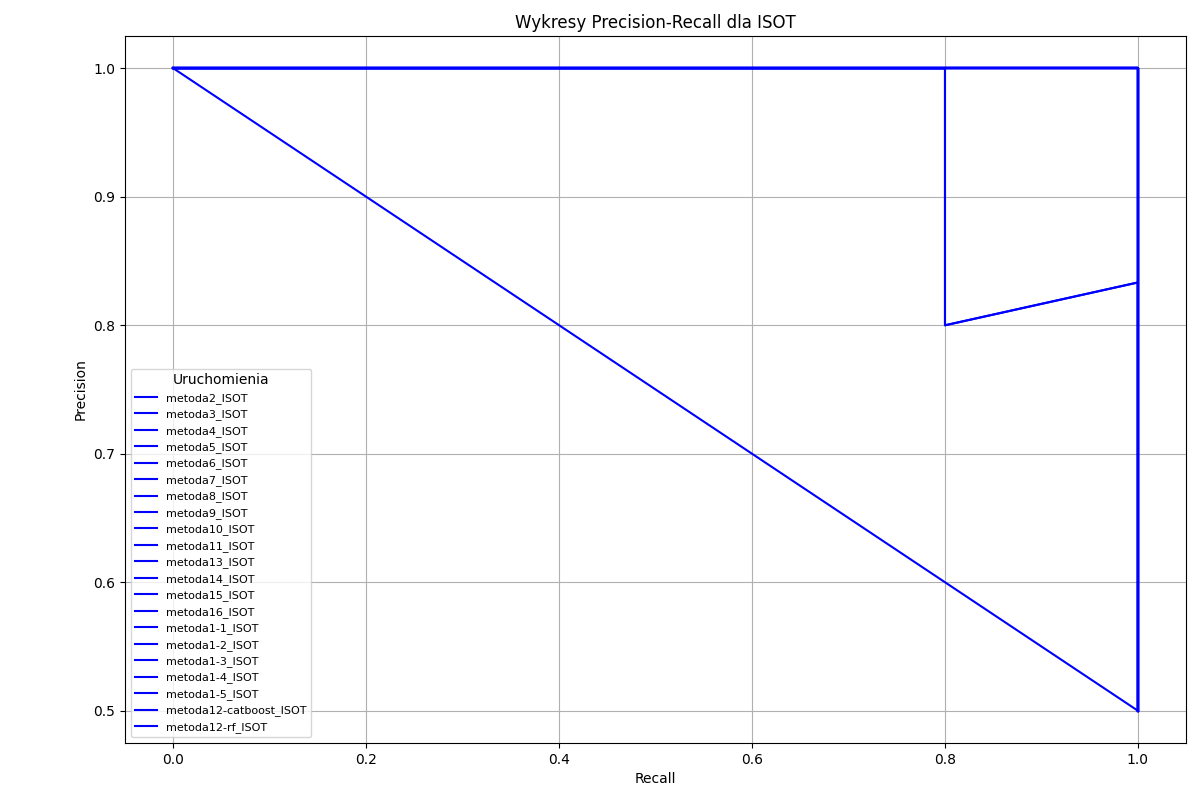 Wykresy Precision-Recall dla ISOT
1.0
0.9
0.8
0.7
0.6
0.5
Precision
Uruchomienia
metoda2_ISOT
metoda3_ISOT
metoda4_ISOT
metoda5_ISOT
metoda6_ISOT
metoda7_ISOT
metoda8_ISOT
metoda9_ISOT
metoda10_ISOT
metoda11_ISOT
metoda13_ISOT
metoda14_ISOT
metoda15_ISOT
metoda16_ISOT
metoda1-1_ISOT
metoda1-2_ISOT
metoda1-3_ISOT
metoda1-4_ISOT
metoda1-5_ISOT
metoda12-catboost_ISOT
metoda12-rf_ISOT
0.0 0.2 0.4 0.6 0.8 1.0
Recall